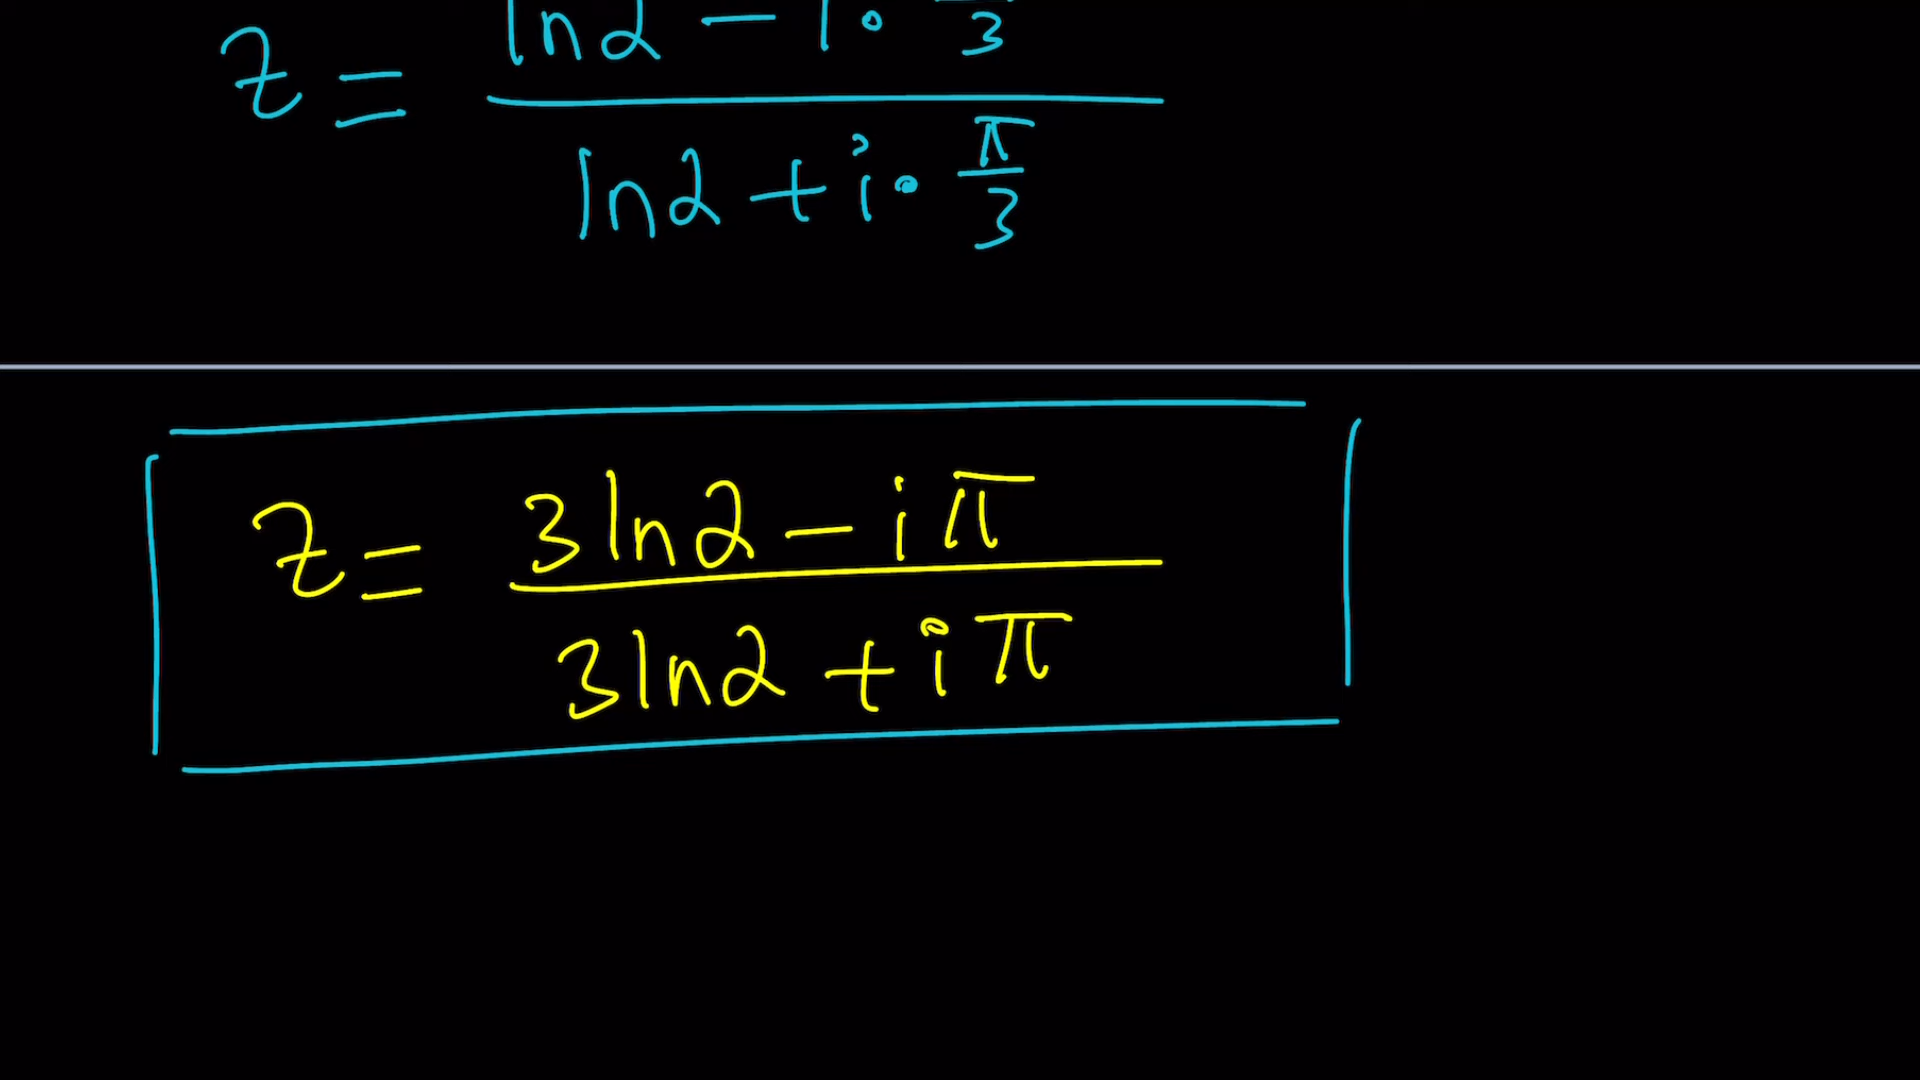 z = (ln2 − i · π/3) / (ln2 + i · π/3)
z = (3ln2 − iπ) / (3ln2 + iπ)